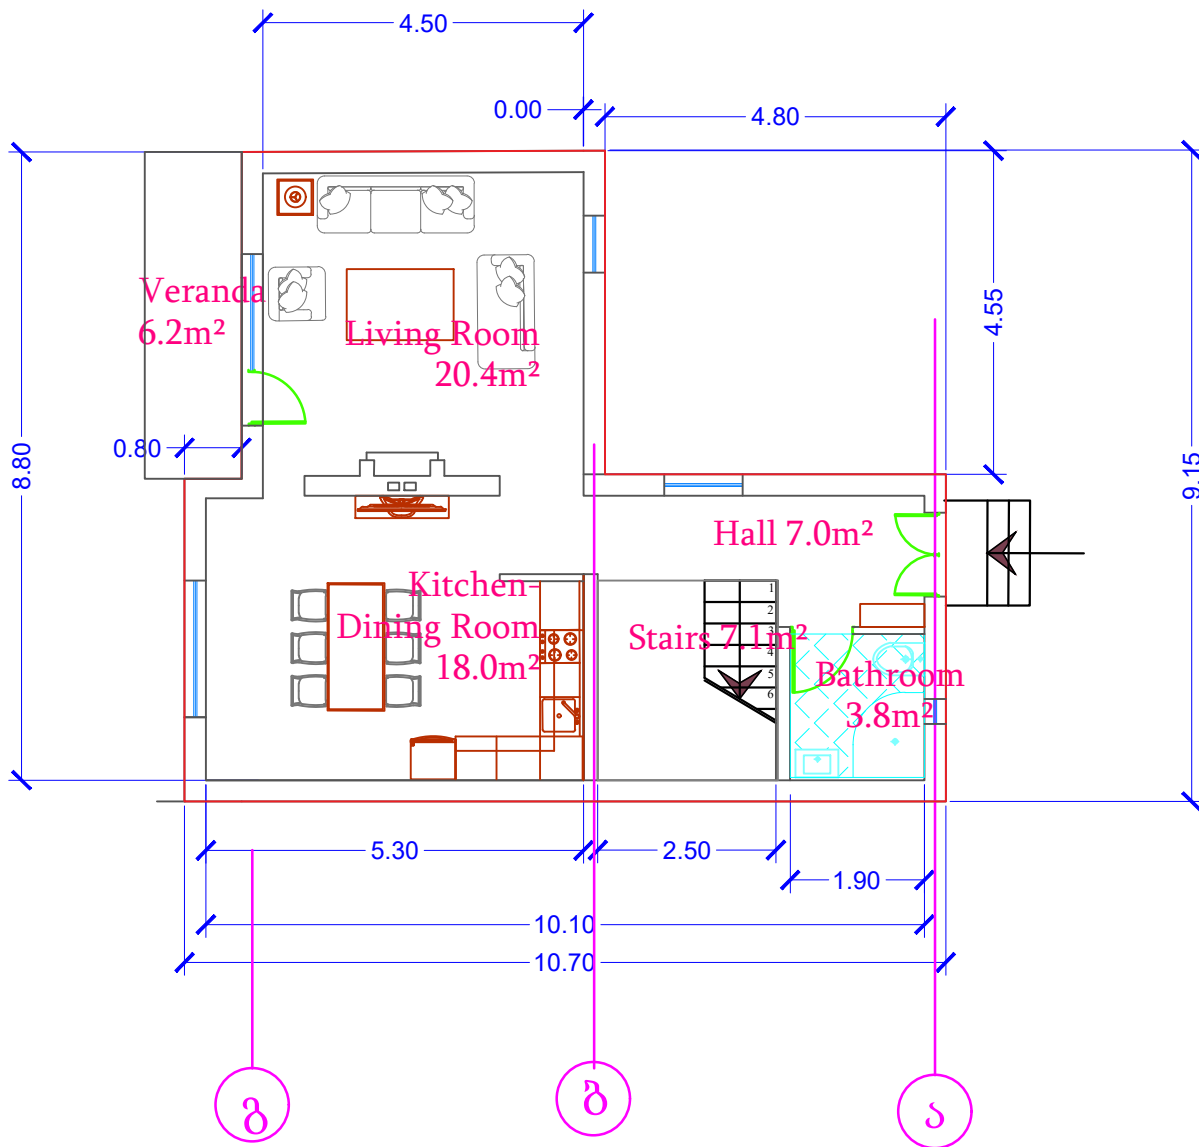 4.50
0.00
4.80
Veranda
6.2m²
Living Room
20.4m²
4.55
0.80
8.80
9.15
Hall 7.0m²
Kitchen-
Dining Room
18.0m²
1
2
3
4
5
6
Stairs 7.1m²
Bathroom
3.8m²
5.30
2.50
1.90
10.10
10.70
გ
ბ
ა